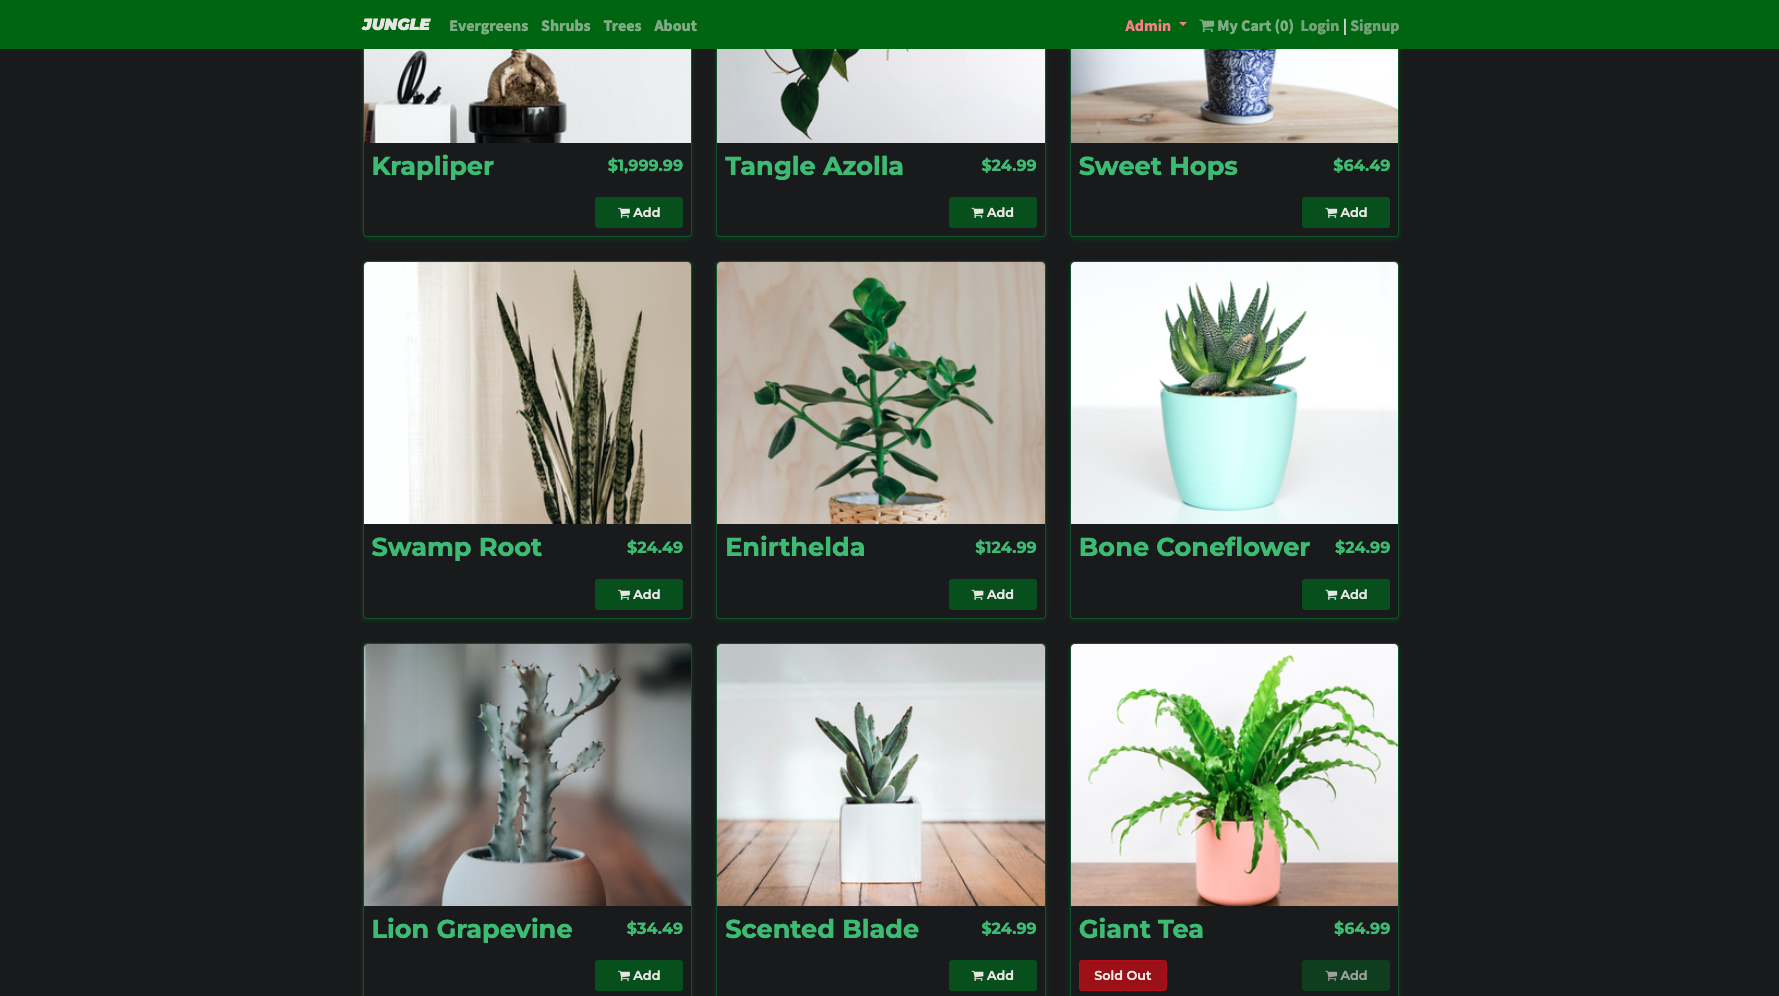 JUNGLE Evergreens Shrubs Trees About Admin My Cart (0) Login | Signup
Krapliper $1,999.99
Add
Tangle Azolla $24.99
Add
Sweet Hops $64.49
Add
Swamp Root $24.49
Add
Enirthelda $124.99
Add
Bone Coneflower $24.99
Add
Lion Grapevine $34.49
Add
Scented Blade $24.99
Add
Giant Tea $64.99
Sold Out Add